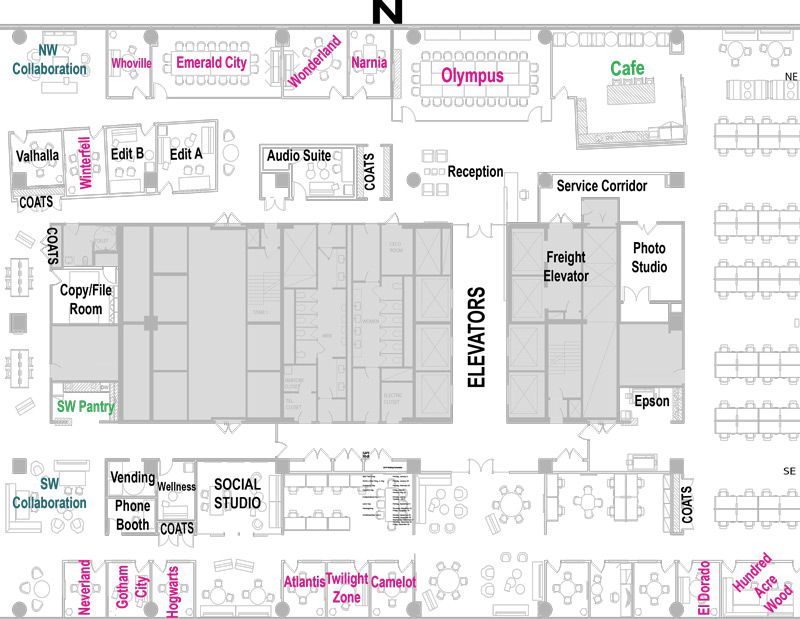 N
NW
Collaboration
Whoville
Emerald City
Wonderland
Narnia
Olympus
Cafe
NE
Valhalla
Winterfell
Edit B
Edit A
Audio Suite
COATS
Reception
Service Corridor
COATS
COATS
Copy/File
Room
ELEVATORS
Freight
Elevator
Photo
Studio
SW Pantry
ELECTRIC
CLOSET
Epson
SW
Collaboration
Vending
Phone
Booth
Wellness
COATS
SOCIAL
STUDIO
COATS
SE
Neverland
Gotham
City
Hogwarts
Atlantis
Twilight
Zone
Camelot
El Dorado
Hundred
Acre
Wood